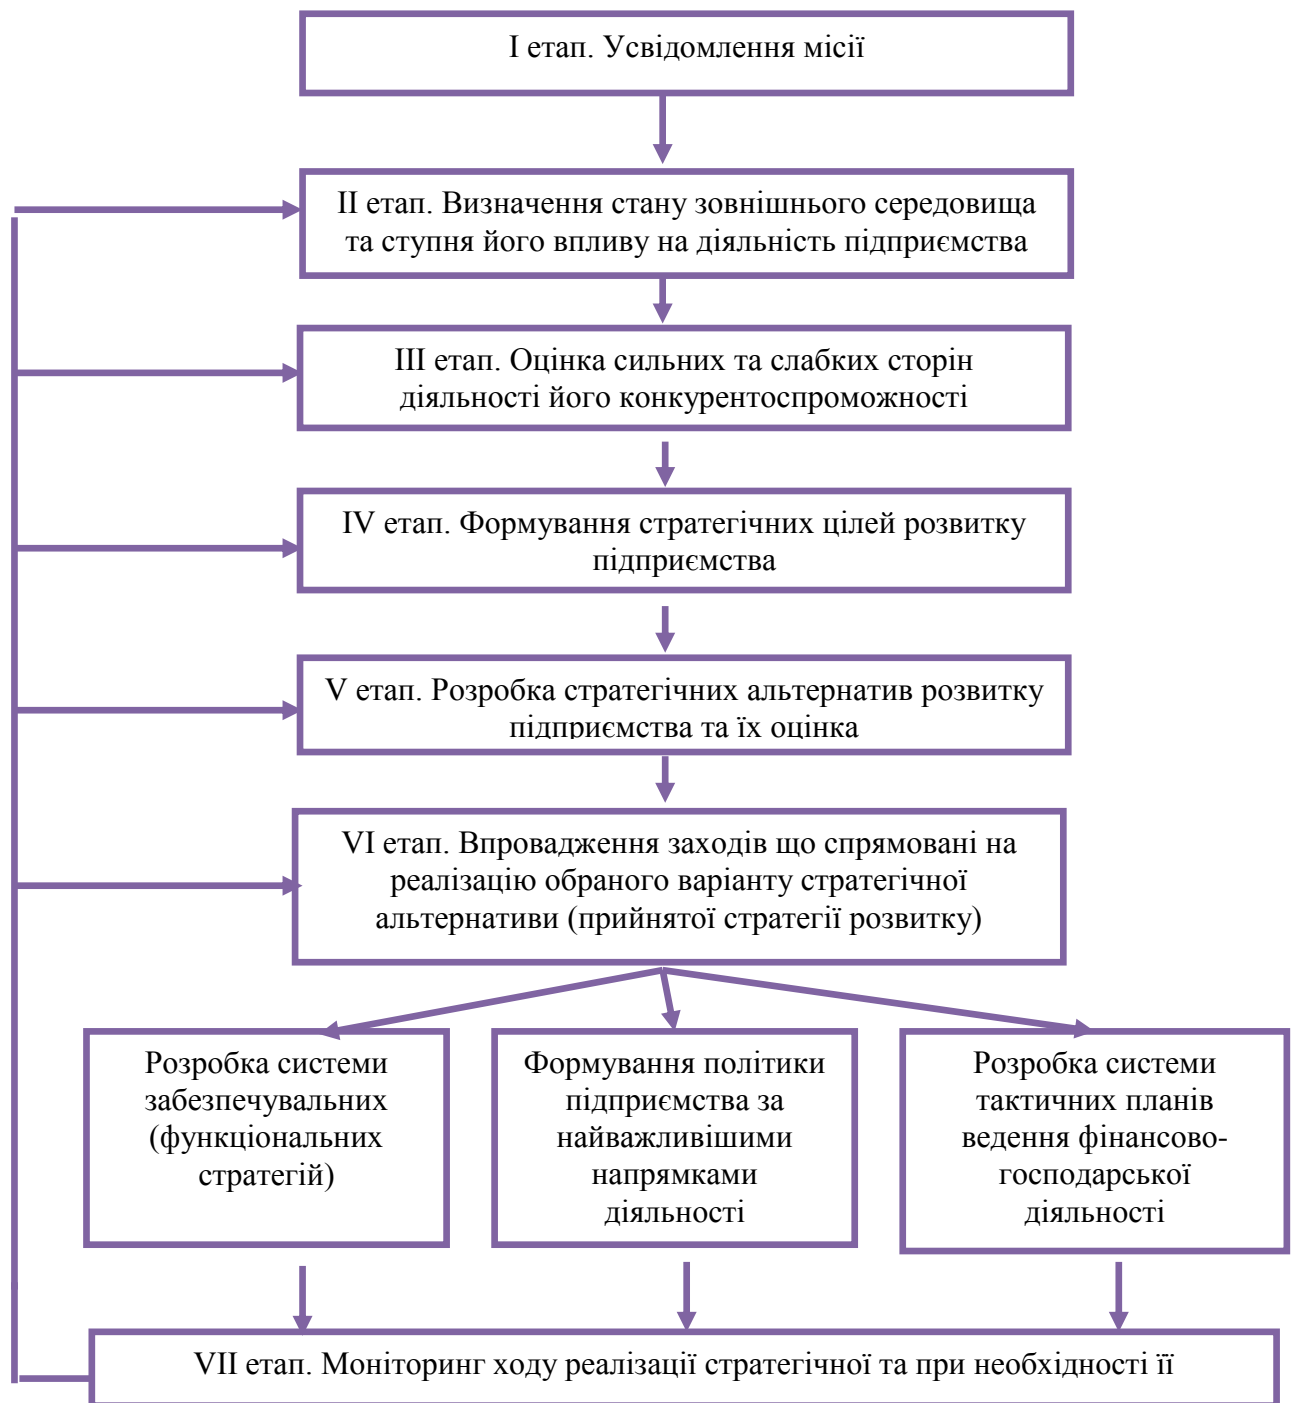 I етап. Усвідомлення місії
II етап. Визначення стану зовнішнього середовища
та ступня його впливу на діяльність підприємства
III етап. Оцінка сильних та слабких сторін
діяльності його конкурентоспроможності
IV етап. Формування стратегічних цілей розвитку
підприємства
V етап. Розробка стратегічних альтернатив розвитку
підприємства та їх оцінка
VI етап. Впровадження заходів що спрямовані на
реалізацію обраного варіанту стратегічної
альтернативи (прийнятої стратегії розвитку)
Розробка системи
забезпечувальних
(функціональних
стратегій)
Формування політики
підприємства за
найважливішими
напрямками
діяльності
Розробка системи
тактичних планів
ведення фінансово-
господарської
діяльності
VII етап. Моніторинг ходу реалізації стратегічної та при необхідності її